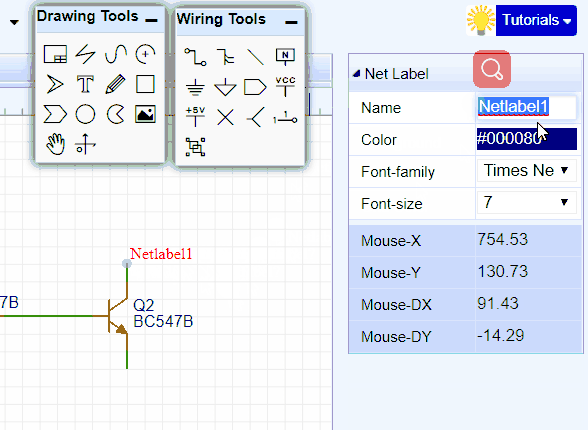 Drawing Tools
Wiring Tools
Tutorials
N
T
VCC
+5V
1
1
Net Label
Name Netlabel1
Color #000080
Font-family Times Ne
Font-size 7
Mouse-X 754.53
Mouse-Y 130.73
Mouse-DX 91.43
Mouse-DY -14.29
Netlabel1
7B
Q2
BC547B